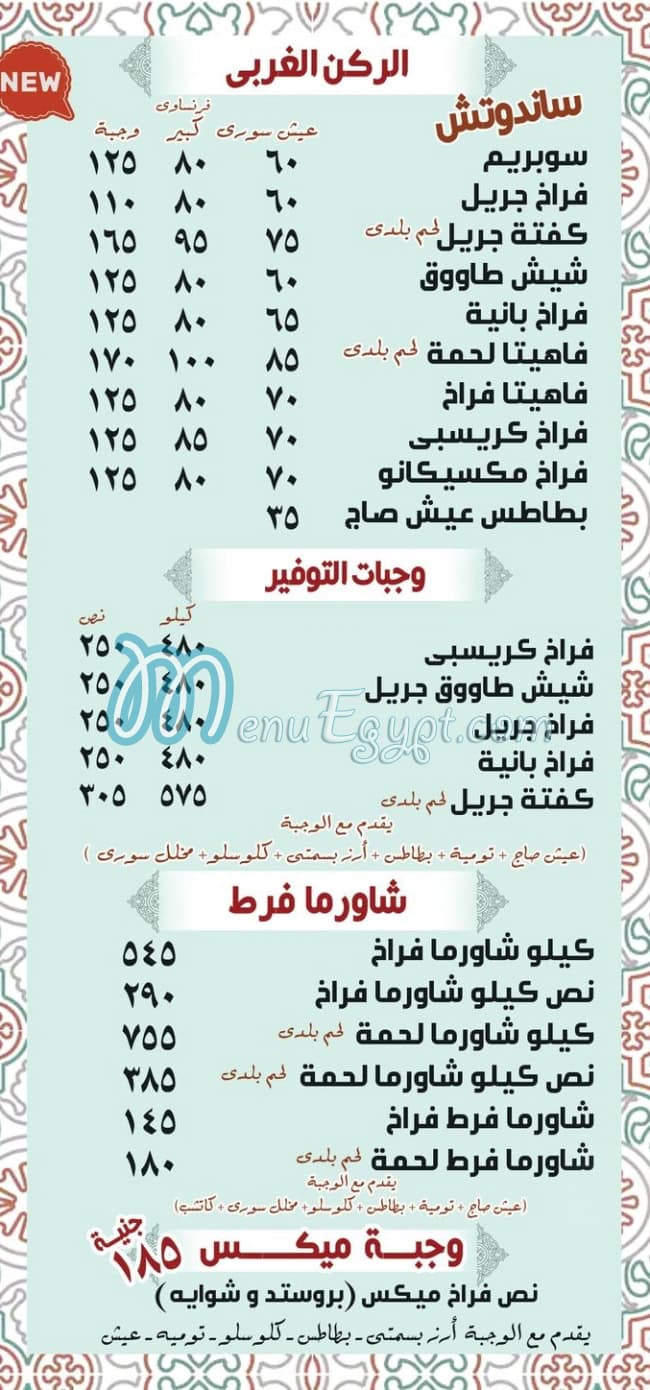 NEW
الركن الغربى
ساندوتش
عيش سورى فرنساوى كبير وجبة
سوبريم ٦٠ ٨٠ ١٢٥
فراخ جريل ٦٠ ٨٠ ١١٠
كفتة جريل لحم بلدى ٧٥ ٩٥ ١٦٥
شيش طاووق ٦٠ ٨٠ ١٢٥
فراخ بانية ٦٥ ٨٠ ١٢٥
فاهيتا لحمة لحم بلدى ٨٥ ١٠٠ ١٧٠
فاهيتا فراخ ٧٠ ٨٠ ١٢٥
فراخ كريسبى ٧٠ ٨٥ ١٢٥
فراخ مكسيكانو ٧٠ ٨٠ ١٢٥
بطاطس عيش صاج ٣٥
وجبات التوفير
كيلو نص
فراخ كريسبى ٤٨٠ ٢٥٠
شيش طاووق جريل ٤٨٠ ٢٥٠
فراخ جريل ٤٨٠ ٢٥٠
MenuEgypt.com
فراخ بانية ٤٨٠ ٢٥٠
كفتة جريل لحم بلدى ٥٧٥ ٣٠٥
يقدم مع الوجبة
(عيش صاج + تومية + بطاطس + أرز بسمتى + كلوسلو + مخلل سورى )
شاورما فرط
كيلو شاورما فراخ ٥٤٥
نص كيلو شاورما فراخ ٢٩٠
كيلو شاورما لحمة لحم بلدى ٧٥٥
نص كيلو شاورما لحمة لحم بلدى ٣٨٥
شاورما فرط فراخ ١٤٥
شاورما فرط لحمة لحم بلدى ١٨٠
يقدم مع الوجبة
(عيش صاج + تومية + بطاطس + كلوسلو + مخلل سورى + كاتشب)
وجبة ميكس ١٨٥ جنية
نص فراخ ميكس (بروستد و شوايه )
يقدم مع الوجبة أرز بسمتى - بطاطس - كلوسلو - توميه - عيش